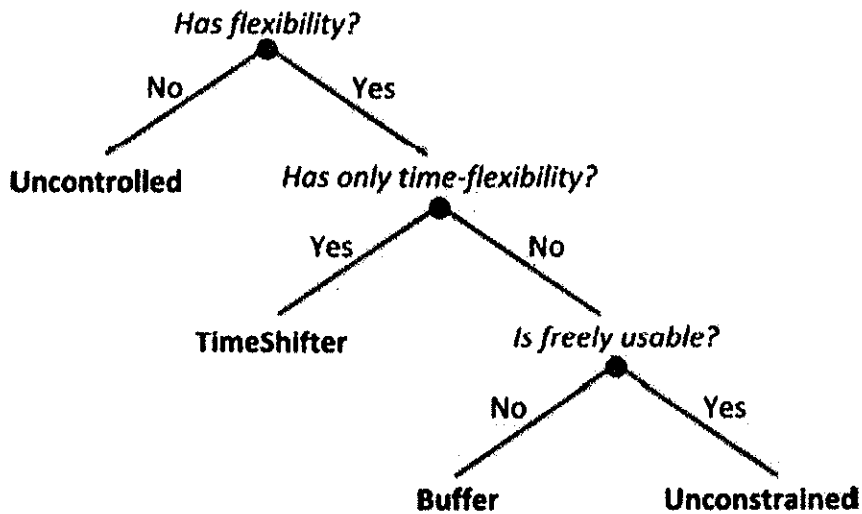 Has flexibility?
No
Yes
Uncontrolled
Has only time-flexibility?
Yes
No
TimeShifter
Is freely usable?
No
Yes
Buffer
Unconstrained